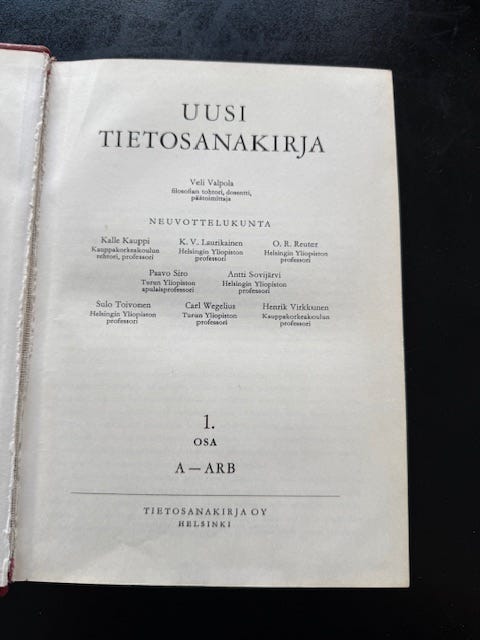 UUSI
TIETOSANAKIRJA
Veli Valpola
filosofian tohtori, dosentti,
päätoimittaja
NEUVOTTELUKUNTA
Kalle Kauppi
Kauppakorkeakoulun
rehtori, professori
K. V. Laurikainen
Helsingin Yliopiston
professori
O. R. Reuter
Helsingin Yliopiston
professori
Paavo Siro
Turun Yliopiston
apulaisprofessori
Antti Sovijärvi
Helsingin Yliopiston
professori
Sulo Toivonen
Helsingin Yliopiston
professori
Carl Wegelius
Turun Yliopiston
professori
Henrik Virkkunen
Kauppakorkeakoulun
professori
1.
OSA
A — ARB
TIETOSANAKIRJA OY
HELSINKI